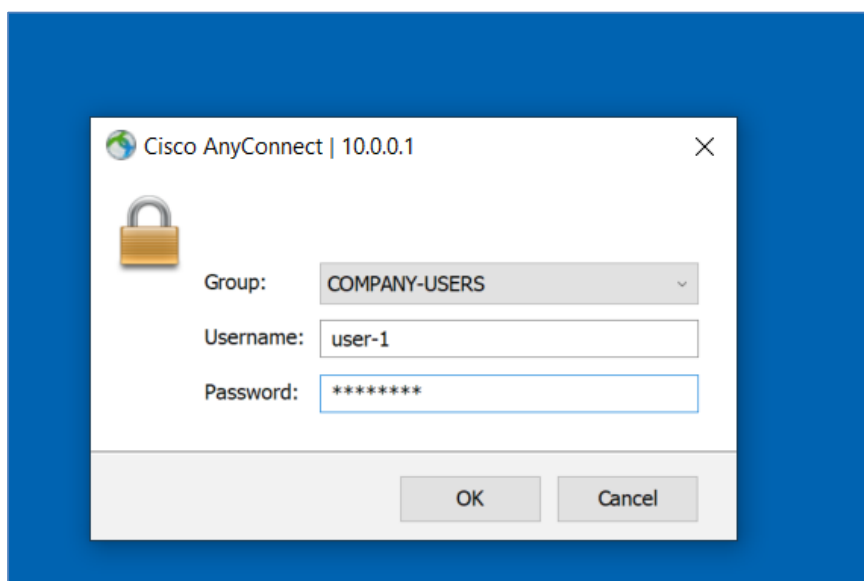 Cisco AnyConnect | 10.0.0.1
Group: COMPANY-USERS
Username: user-1
Password: ********
OK Cancel